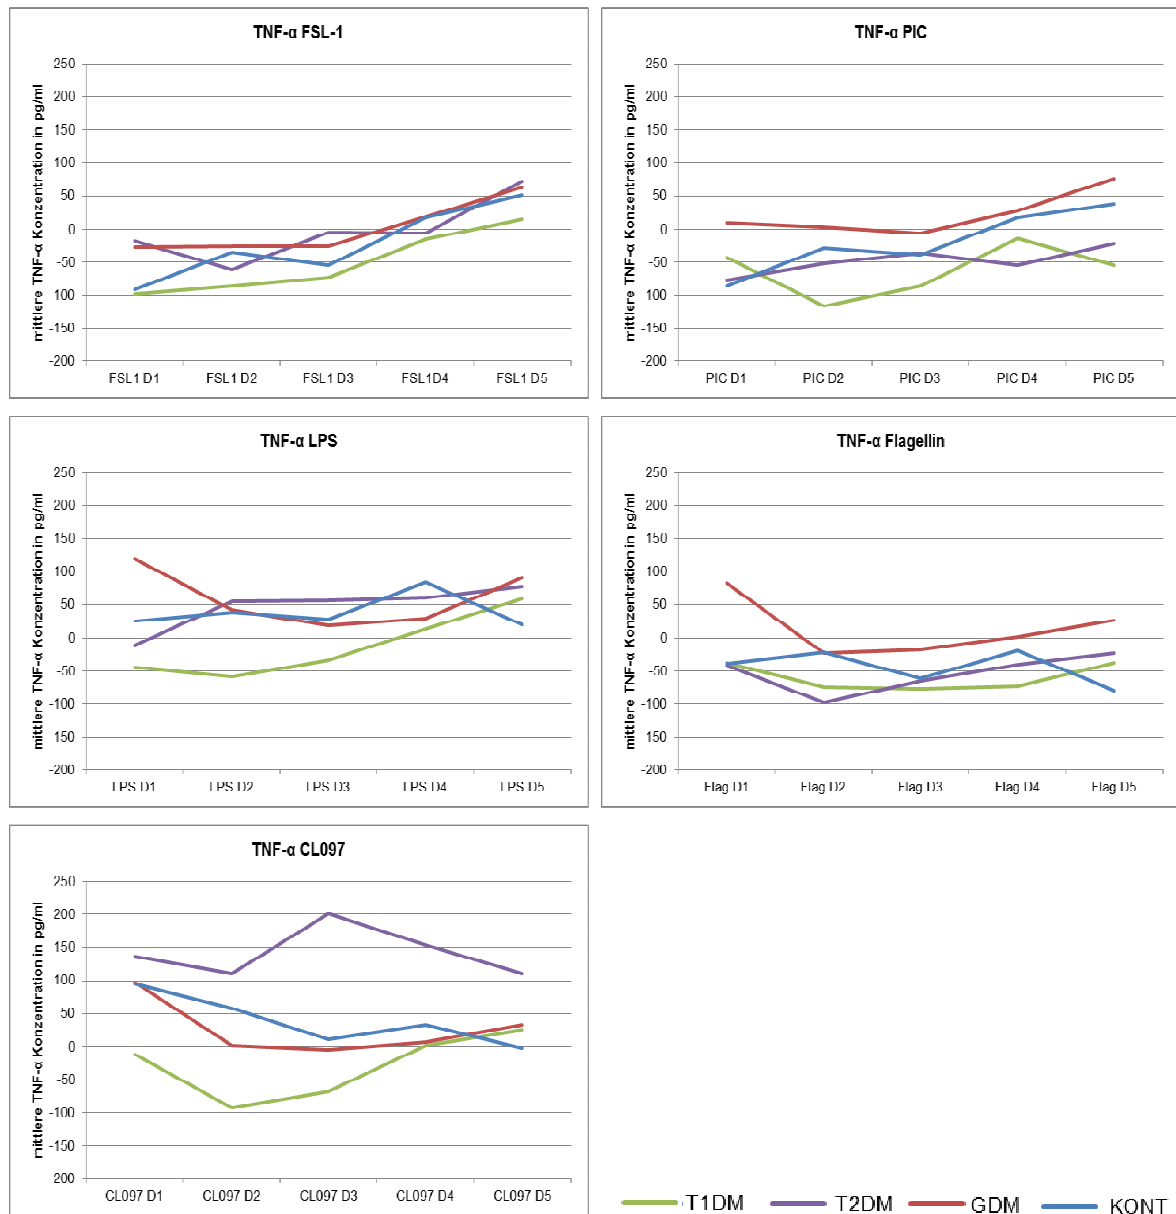 TNF-α FSL-1
mittlere TNF-α Konzentration in pg/ml
250
200
150
100
50
0
-50
100
-150
-200
FSL1 D1
FSL1 D2
FSL1 D3
FSL1D4
FSL1 D5
TNF-α PIC
mittlere TNF-α Konzentration in pg/ml
250
200
150
100
50
0
-50
100
-150
-200
PIC D1
PIC D2
PIC D3
PIC D4
PIC D5
TNF-α LPS
mittlere TNF-α Konzentration in pg/ml
250
200
150
100
50
0
-50
-100
150
-200
LPS D1
LPS D2
LPS D3
LPS D4
LPS D5
TNF-α Flagellin
mittlere TNF-α Konzentration in pg/ml
250
200
150
100
50
0
-50
-100
150
-200
Flag D1
Flag D2
Flag D3
Flag D4
Flag D5
TNF-α CL097
mittlere TNF-α Konzentration in pg/ml
250
200
150
100
50
0
-50
-100
-150
200
CL097 D1
CL097 D2
CL097 D3
CL097 D4
CL097 D5
T1DM T2DM GDM KONT